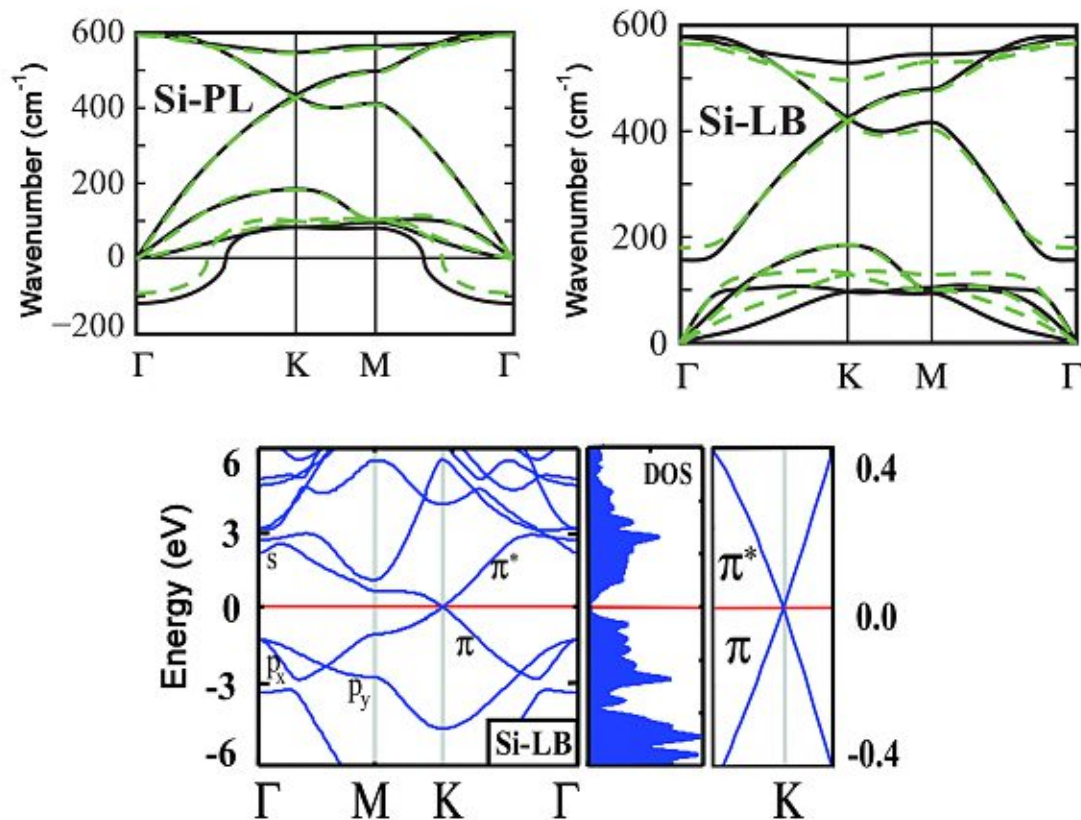 Wavenumber (cm⁻¹)
600
400
200
0
−200
Si-PL
Γ K M Γ
Wavenumber (cm⁻¹)
600
400
200
0
Si-LB
Γ K M Γ
Energy (eV)
6
3
0
-3
-6
s
π*
π
pₓ
pᵧ
Si-LB
Γ M K Γ
DOS
π*
π
0.4
0.0
-0.4
K